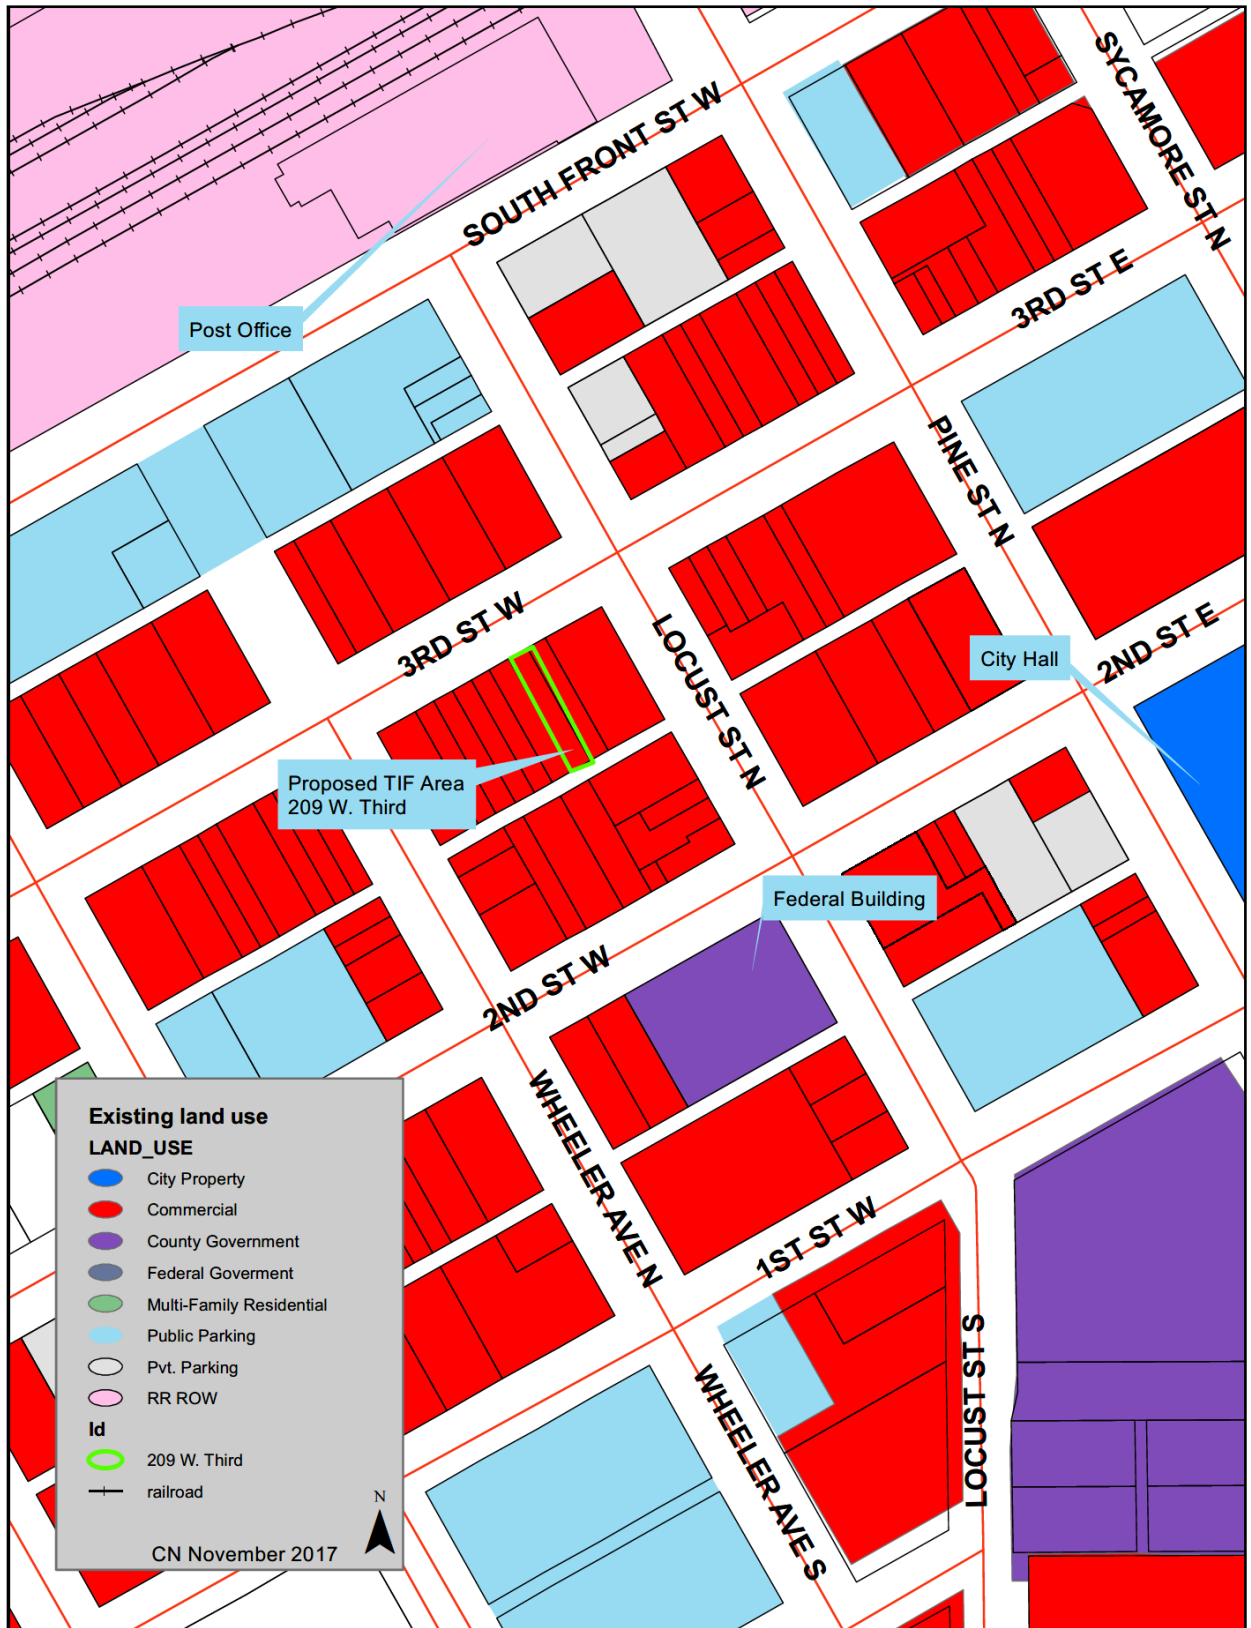 SYCAMORE ST N
SOUTH FRONT ST W
3RD ST E
Post Office
PINE ST N
3RD ST W
LOCUST ST N
2ND ST E
City Hall
Proposed TIF Area
209 W. Third
Federal Building
2ND ST W
WHEELER AVE N
1ST ST W
LOCUST ST S
WHEELER AVE S
Existing land use
LAND_USE
City Property
Commercial
County Government
Federal Goverment
Multi-Family Residential
Public Parking
Pvt. Parking
RR ROW
Id
209 W. Third
railroad
N
CN November 2017